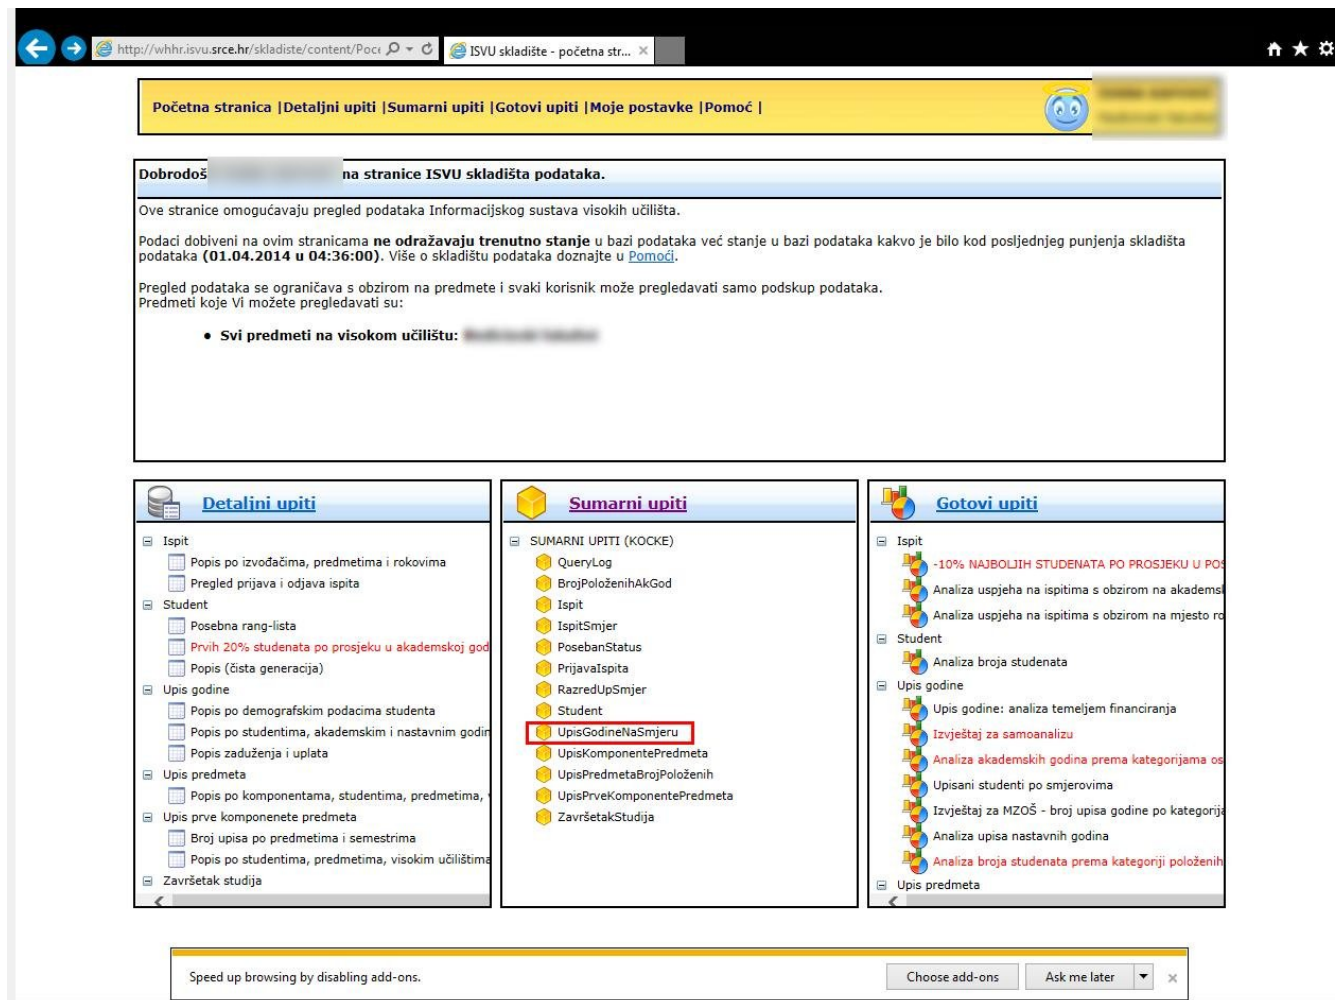 http://whhr.isvu.srce.hr/skladiste/content/Poce
ISVU skladište - početna str...
Početna stranica |Detaljni upiti |Sumarni upiti |Gotovi upiti |Moje postavke |Pomoć |
Dobrodoš na stranice ISVU skladišta podataka.
Ove stranice omogućavaju pregled podataka Informacijskog sustava visokih učilišta.
Podaci dobiveni na ovim stranicama ne odražavaju trenutno stanje u bazi podataka već stanje u bazi podataka kakvo je bilo kod posljednjeg punjenja skladišta
podataka (01.04.2014 u 04:36:00). Više o skladištu podataka doznajte u Pomoći.
Pregled podataka se ograničava s obzirom na predmete i svaki korisnik može pregledavati samo podskup podataka.
Predmeti koje Vi možete pregledavati su:
• Svi predmeti na visokom učilištu:
Detaljni upiti
Ispit
Popis po izvođačima, predmetima i rokovima
Pregled prijava i odjava ispita
Student
Posebna rang-lista
Prvih 20% studenata po prosjeku u akademskoj god
Popis (čista generacija)
Upis godine
Popis po demografskim podacima studenta
Popis po studentima, akademskim i nastavnim godin
Popis zaduženja i uplata
Upis predmeta
Popis po komponentama, studentima, predmetima,
Upis prve komponenete predmeta
Broj upisa po predmetima i semestrima
Popis po studentima, predmetima, visokim učilištima
Završetak studija
Sumarni upiti
SUMARNI UPITI (KOCKE)
QueryLog
BrojPoloženihAkGod
Ispit
IspitSmjer
PosebanStatus
PrijavaIspita
RazredUpSmjer
Student
UpisGodineNaSmjeru
UpisKomponentePredmeta
UpisPredmetaBrojPoloženih
UpisPrveKomponentePredmeta
ZavršetakStudija
Gotovi upiti
Ispit
-10% NAJBOLJIH STUDENATA PO PROSJEKU U POS
Analiza uspjeha na ispitima s obzirom na akademsk
Analiza uspjeha na ispitima s obzirom na mjesto ro
Student
Analiza broja studenata
Upis godine
Upis godine: analiza temeljem financiranja
Izvještaj za samoanalizu
Analiza akademskih godina prema kategorijama os
Upisani studenti po smjerovima
Izvještaj za MZOŠ - broj upisa godine po kategorija
Analiza upisa nastavnih godina
Analiza broja studenata prema kategoriji položenih
Upis predmeta
Speed up browsing by disabling add-ons.
Choose add-ons
Ask me later